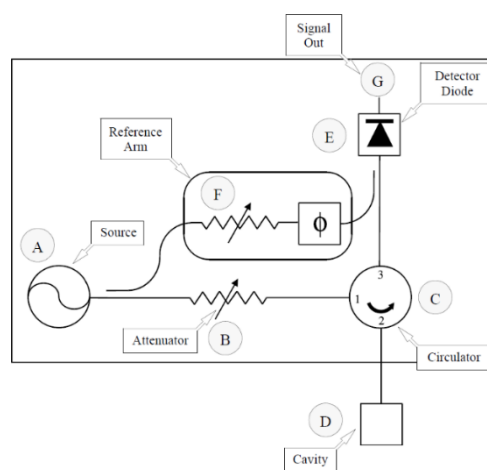 Signal
Out
G
Detector
Diode
E
Reference
Arm
F
ϕ
A
Source
3
1
C
2
Attenuator
B
Circulator
D
Cavity